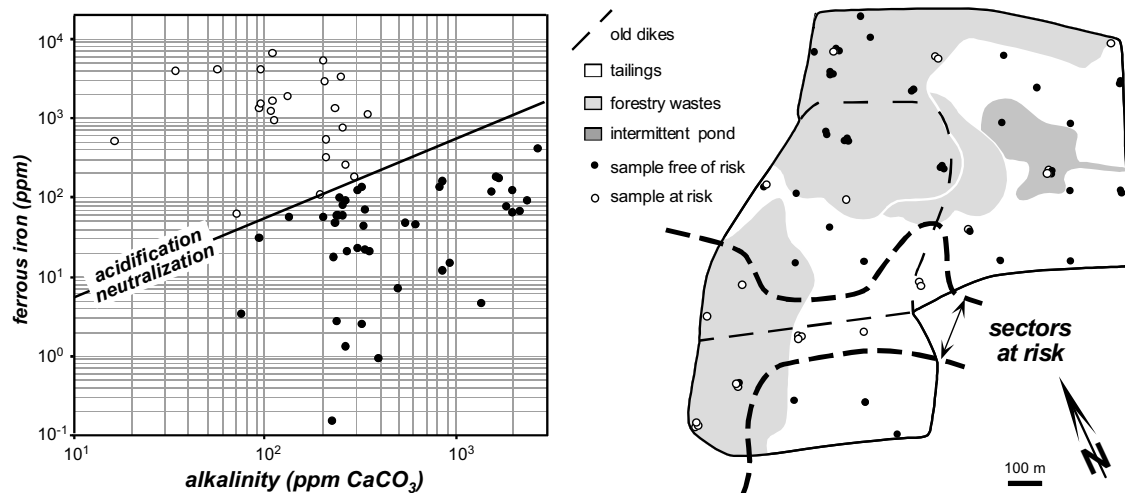 10⁴
10³
10²
10¹
10⁰
10⁻¹
ferrous iron (ppm)
acidification
neutralization
10¹
10²
10³
alkalinity (ppm CaCO₃)
old dikes
tailings
forestry wastes
intermittent pond
sample free of risk
sample at risk
sectors
at risk
N
100 m